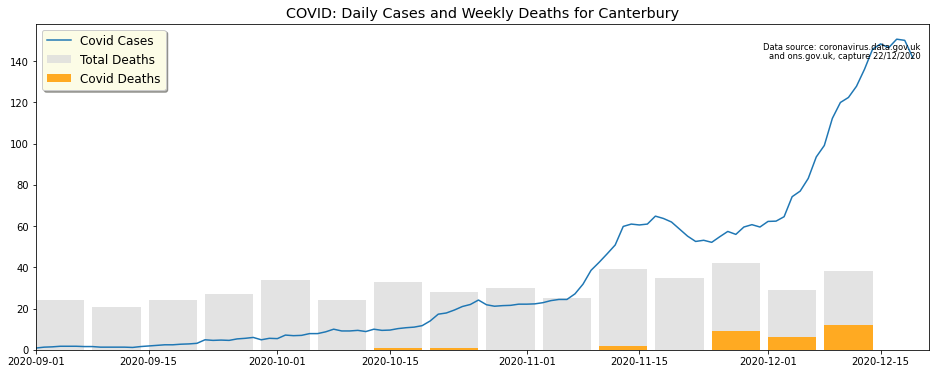 COVID: Daily Cases and Weekly Deaths for Canterbury
Covid Cases
Total Deaths
Covid Deaths
Data source: coronavirus.data.gov.uk
and ons.gov.uk, capture 22/12/2020
140
120
100
80
60
40
20
0
2020-09-01 2020-09-15 2020-10-01 2020-10-15 2020-11-01 2020-11-15 2020-12-01 2020-12-15